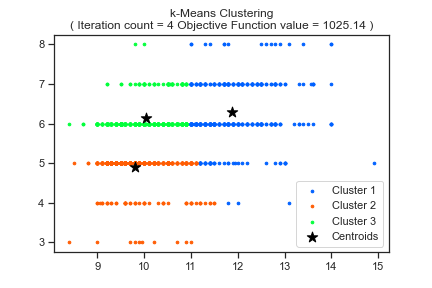 k-Means Clustering
( Iteration count = 4 Objective Function value = 1025.14 )
8
7
6
5
4
3
Cluster 1
Cluster 2
Cluster 3
Centroids
9 10 11 12 13 14 15